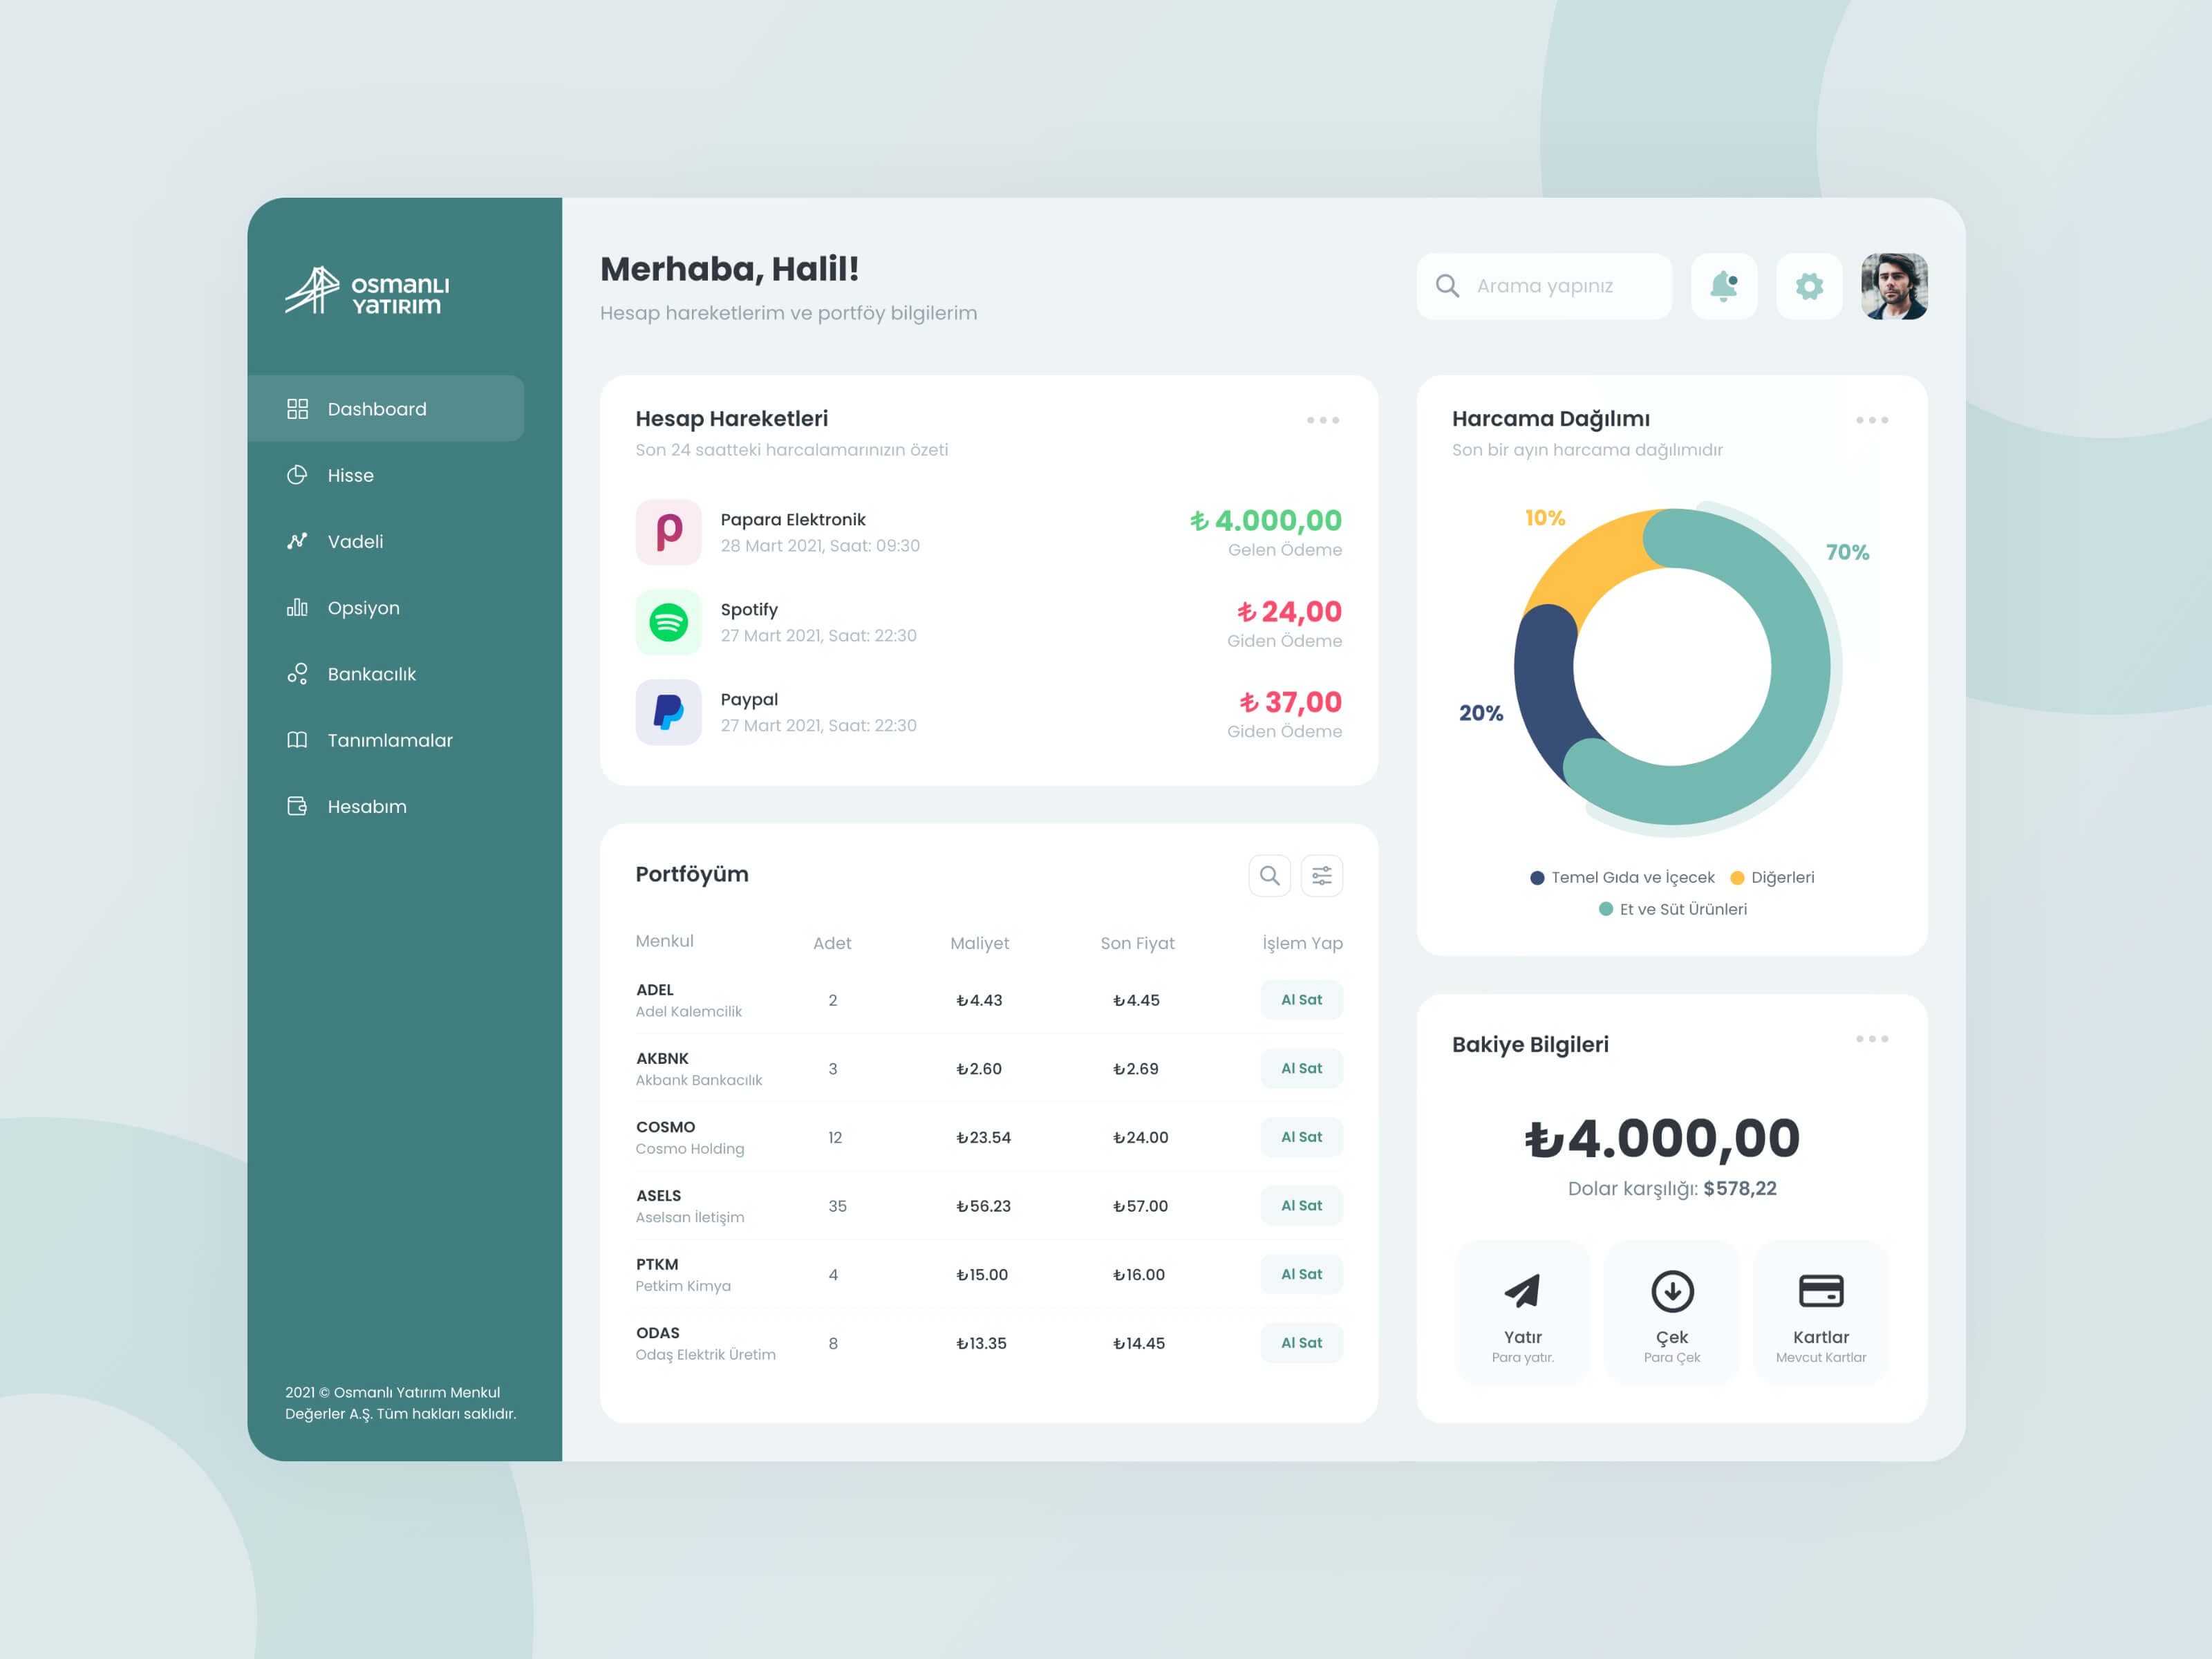 osmanlı
YATIRIM
Dashboard
Hisse
Vadeli
Opsiyon
Bankacılık
Tanımlamalar
Hesabım
2021 © Osmanlı Yatırım Menkul
Değerler A.Ş. Tüm hakları saklıdır.
Merhaba, Halil!
Hesap hareketlerim ve portföy bilgilerim
Arama yapınız
Hesap Hareketleri
Son 24 saatteki harcalamarınızın özeti
Papara Elektronik
28 Mart 2021, Saat: 09:30
₺ 4.000,00
Gelen Ödeme
Spotify
27 Mart 2021, Saat: 22:30
₺ 24,00
Giden Ödeme
Paypal
27 Mart 2021, Saat: 22:30
₺ 37,00
Giden Ödeme
Portföyüm
Menkul Adet Maliyet Son Fiyat İşlem Yap
ADEL
Adel Kalemcilik
2 ₺4.43 ₺4.45 Al Sat
AKBNK
Akbank Bankacılık
3 ₺2.60 ₺2.69 Al Sat
COSMO
Cosmo Holding
12 ₺23.54 ₺24.00 Al Sat
ASELS
Aselsan İletişim
35 ₺56.23 ₺57.00 Al Sat
PTKM
Petkim Kimya
4 ₺15.00 ₺16.00 Al Sat
ODAS
Odaş Elektrik Üretim
8 ₺13.35 ₺14.45 Al Sat
Harcama Dağılımı
Son bir ayın harcama dağılımıdır
10%
70%
20%
Temel Gıda ve İçecek Diğerleri
Et ve Süt Ürünleri
Bakiye Bilgileri
₺4.000,00
Dolar karşılığı: $578,22
Yatır
Para yatır.
Çek
Para Çek
Kartlar
Mevcut Kartlar